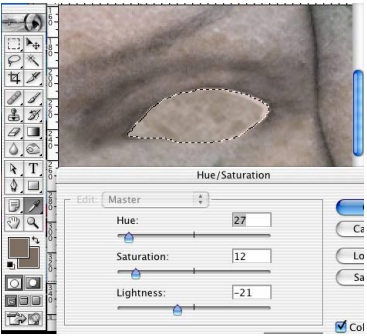 Hue/Saturation
Edit: Master
Hue: 27
Ca
Saturation: 12
Lo
Sa
Lightness: -21
Col